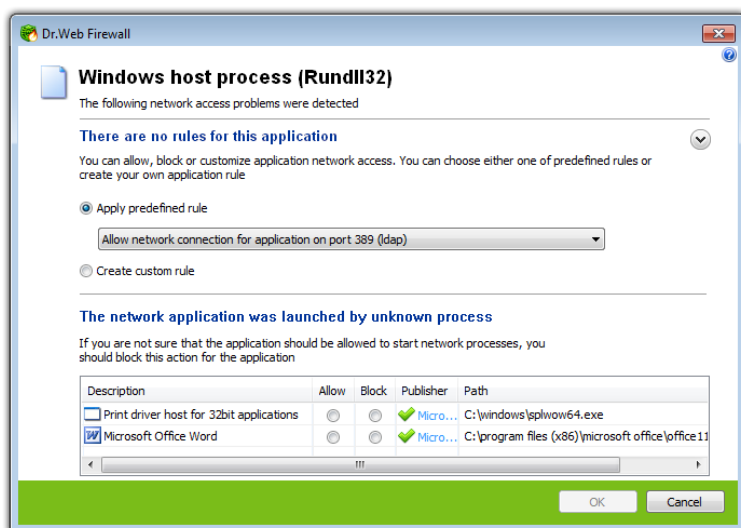 Dr.Web Firewall
Windows host process (Rundll32)
The following network access problems were detected
There are no rules for this application
You can allow, block or customize application network access. You can choose either one of predefined rules or
create your own application rule
Apply predefined rule
Allow network connection for application on port 389 (ldap)
Create custom rule
The network application was launched by unknown process
If you are not sure that the application should be allowed to start network processes, you
should block this action for the application
Description Allow Block Publisher Path
Print driver host for 32bit applications Micro... C:\windows\splwow64.exe
Microsoft Office Word Micro... C:\program files (x86)\microsoft office\office11
OK Cancel